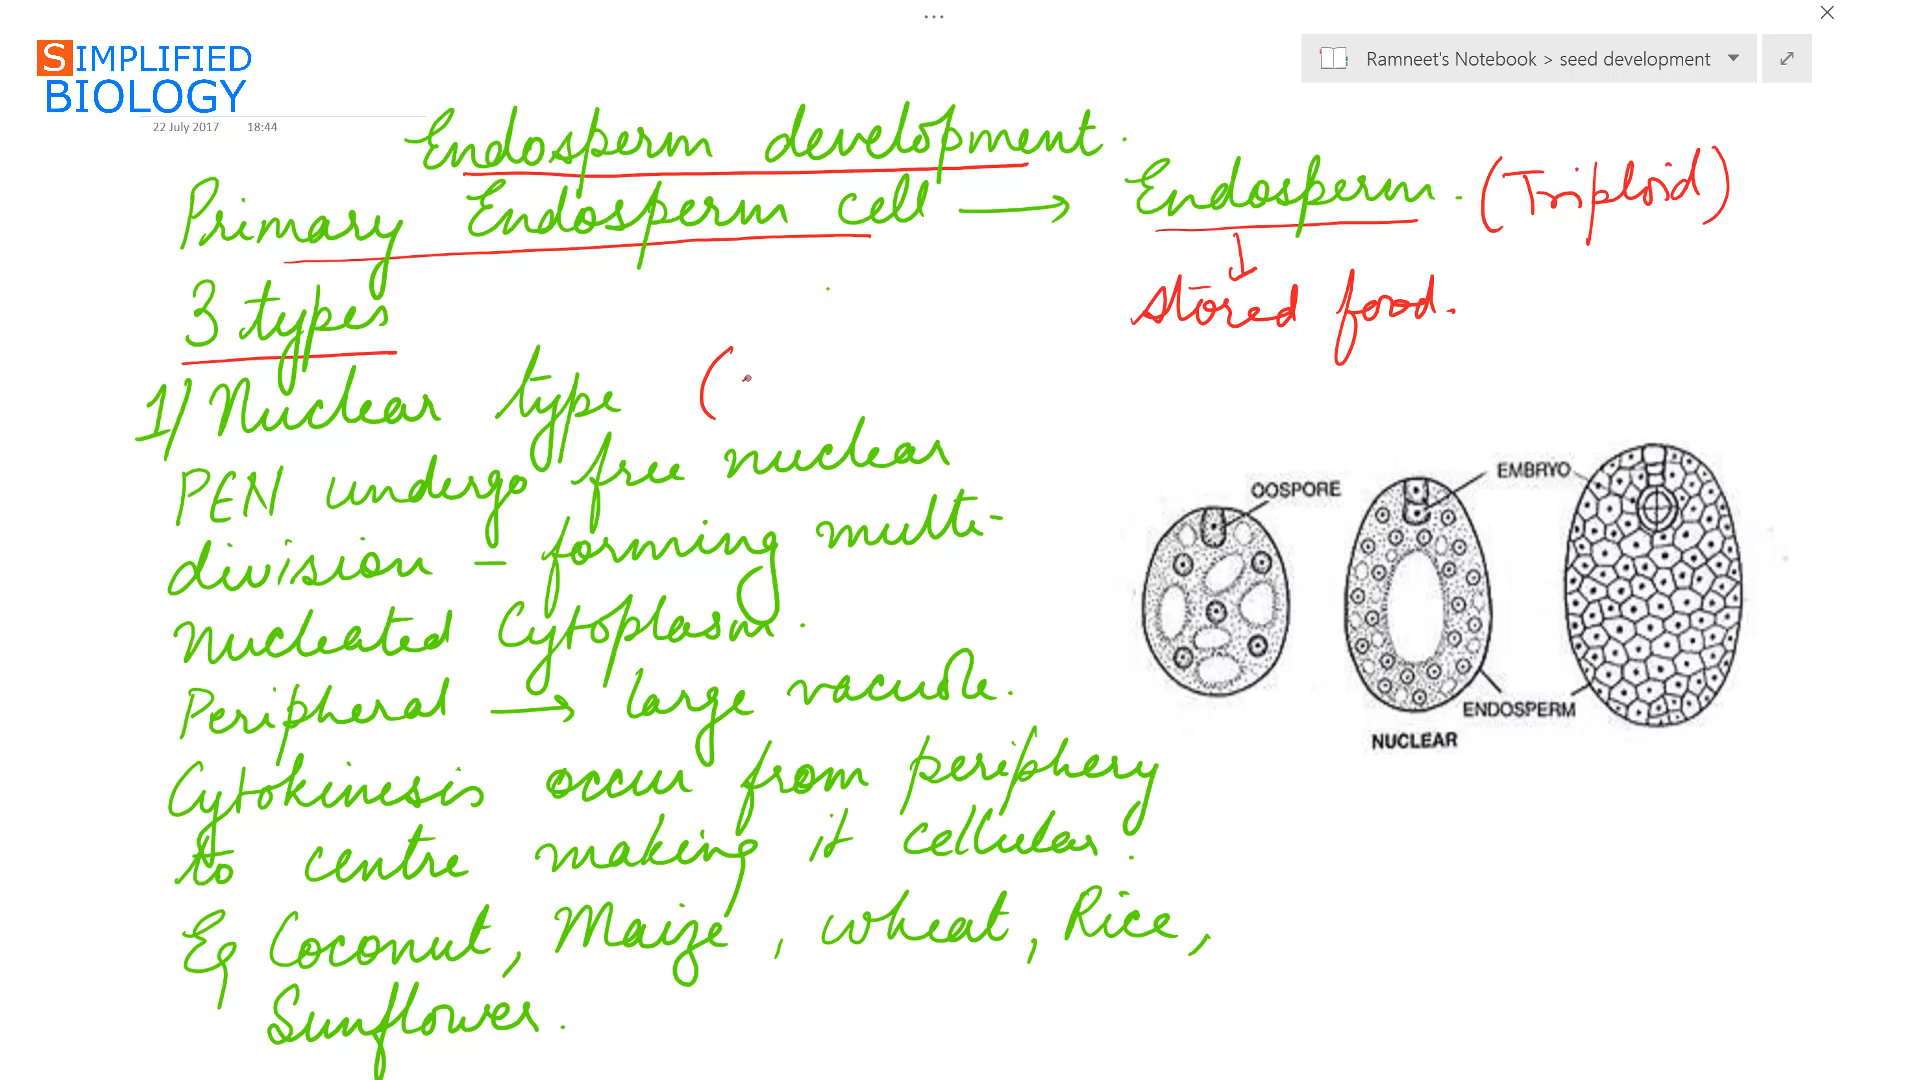 SIMPLIFIED
BIOLOGY
Ramneet's Notebook > seed development
22 July 2017 18:44
Endosperm development.
Primary Endosperm cell → Endosperm. (Triploid)
↓
stored food.
3 types
1) Nuclear type (
PEN undergo free nuclear
division - forming multi-
Nucleated Cytoplasm.
Peripheral → large vacuole.
Cytokinesis occur from periphery
to centre making it cellular.
Eg Coconut, Maize, wheat, Rice,
Sunflower.
OOSPORE
EMBRYO
ENDOSPERM
NUCLEAR